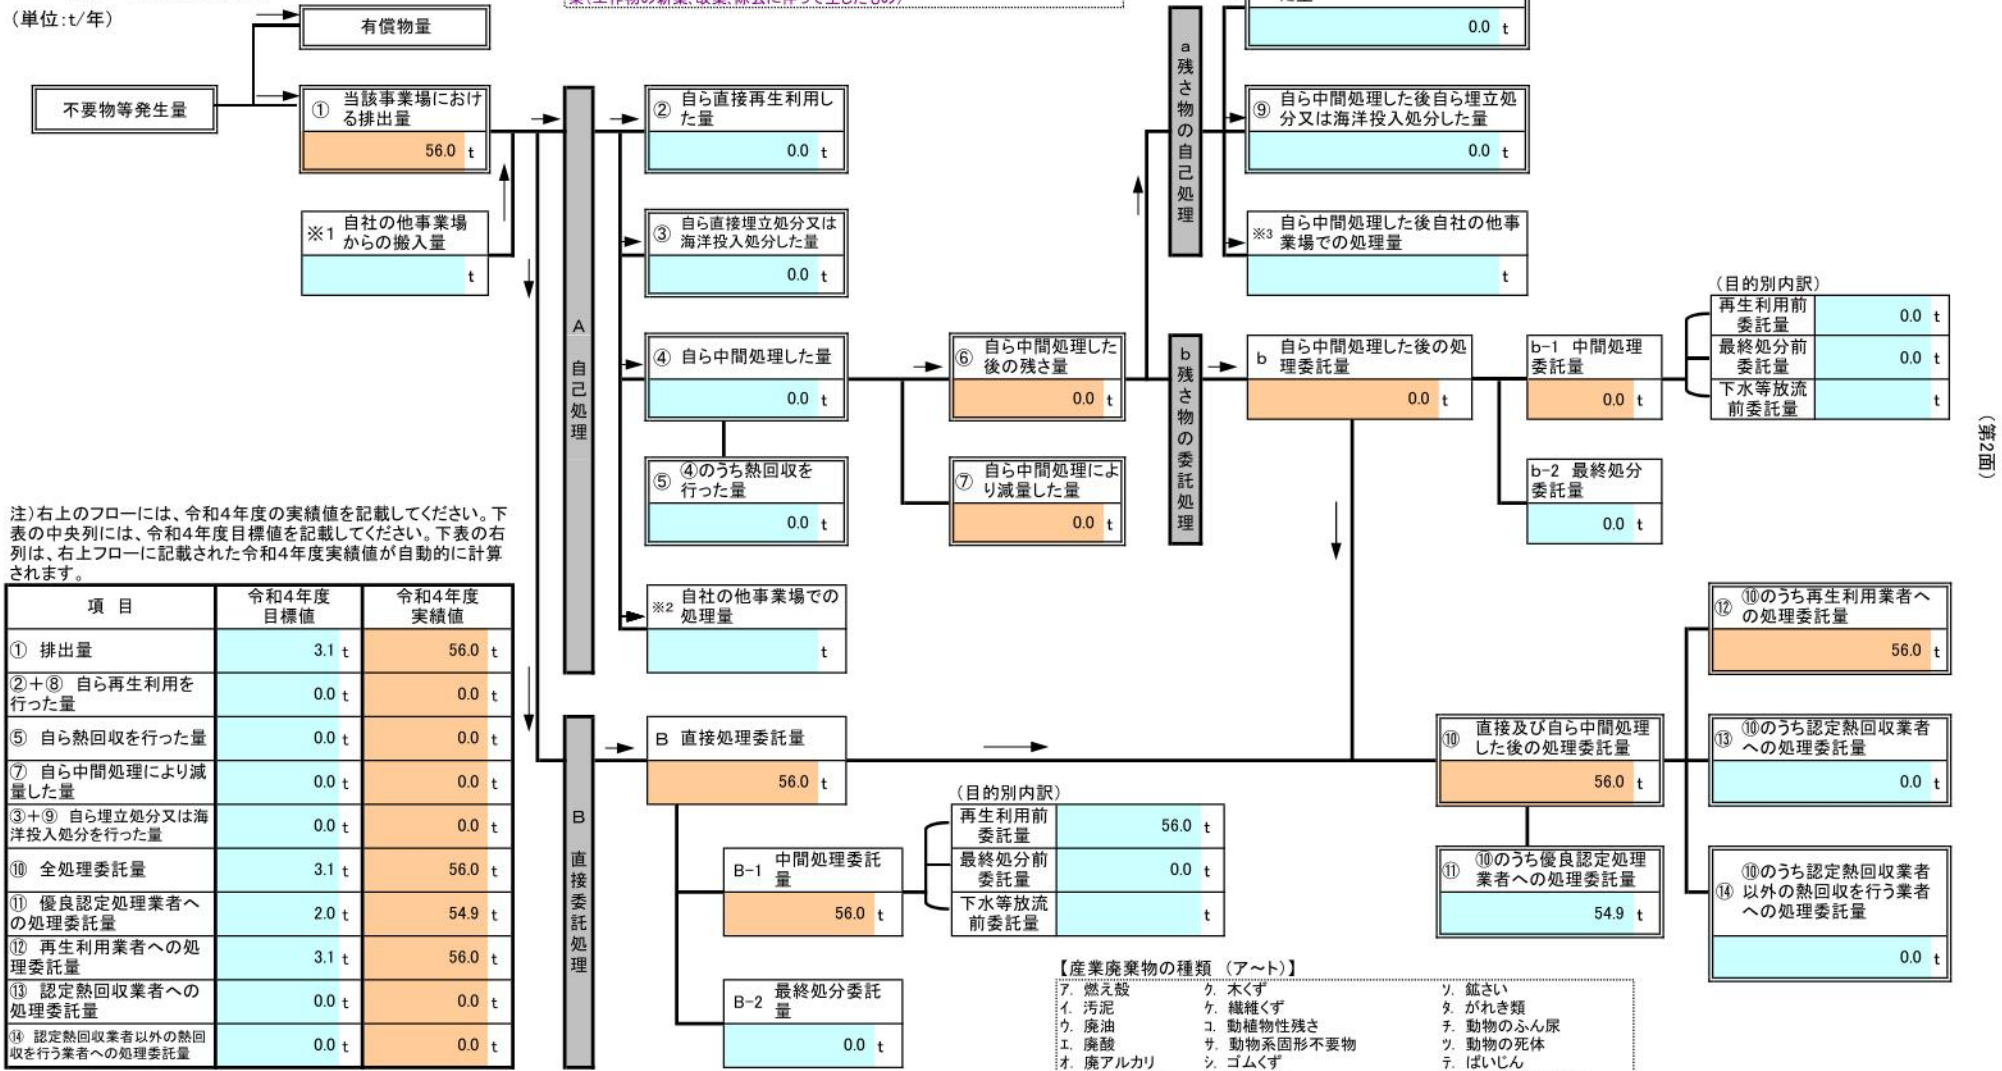 (単位:t/年)
有償物量
0.0 t
不要物等発生量
① 当該事業場におけ
る排出量
56.0 t
※1 自社の他事業場
からの搬入量
t
A 自己処理
② 自ら直接再生利用し
た量
0.0 t
③ 自ら直接埋立処分又は
海洋投入処分した量
0.0 t
④ 自ら中間処理した量
0.0 t
⑤ ④のうち熱回収を
行った量
0.0 t
※2 自社の他事業場での
処理量
t
⑥ 自ら中間処理した
後の残さ量
0.0 t
⑦ 自ら中間処理によ
り減量した量
0.0 t
a 残さ物の自己処理
⑨ 自ら中間処理した後自ら埋立処
分又は海洋投入処分した量
0.0 t
※3 自ら中間処理した後自社の他事
業場での処理量
t
b 残さ物の委託処理
b 自ら中間処理した後の処
理委託量
0.0 t
b-1 中間処理
委託量
0.0 t
(目的別内訳)
再生利用前
委託量
0.0 t
最終処分前
委託量
0.0 t
下水等放流
前委託量
t
b-2 最終処分
委託量
0.0 t
(第2面)
注)右上のフローには、令和4年度の実績値を記載してください。下
表の中央列には、令和4年度目標値を記載してください。下表の右
列は、右上フローに記載された令和4年度実績値が自動的に計算
されます。
項 目
令和4年度
目標値
令和4年度
実績値
① 排出量 3.1 t 56.0 t
②+⑧ 自ら再生利用を
行った量 0.0 t 0.0 t
⑤ 自ら熱回収を行った量 0.0 t 0.0 t
⑦ 自ら中間処理により減
量した量 0.0 t 0.0 t
③+⑨ 自ら埋立処分又は海
洋投入処分を行った量 0.0 t 0.0 t
⑩ 全処理委託量 3.1 t 56.0 t
⑪ 優良認定処理業者へ
の処理委託量 2.0 t 54.9 t
⑫ 再生利用業者への処
理委託量 3.1 t 56.0 t
⑬ 認定熱回収業者への
処理委託量 0.0 t 0.0 t
⑭ 認定熱回収業者以外の熱回
収を行う業者への処理委託量 0.0 t 0.0 t
B 直接委託処理
B 直接処理委託量
56.0 t
B-1 中間処理委託
量
56.0 t
(目的別内訳)
再生利用前
委託量
56.0 t
最終処分前
委託量
0.0 t
下水等放流
前委託量
t
B-2 最終処分委託
量
0.0 t
⑩ 直接及び自ら中間処理
した後の処理委託量
56.0 t
⑪ ⑩のうち優良認定処理
業者への処理委託量
54.9 t
⑫ ⑩のうち再生利用業者へ
の処理委託量
56.0 t
⑬ ⑩のうち認定熱回収業者
への処理委託量
0.0 t
⑭ ⑩のうち認定熱回収業者
以外の熱回収を行う業者
への処理委託量
0.0 t
【産業廃棄物の種類 (ア~ト)】
ア. 燃え殻 ク. 木くず ソ. 鉱さい
イ. 汚泥 ケ. 繊維くず タ. がれき類
ウ. 廃油 コ. 動植物性残さ チ. 動物のふん尿
エ. 廃酸 サ. 動物系固形不要物 ツ. 動物の死体
オ. 廃アルカリ シ. ゴムくず テ. ばいじん